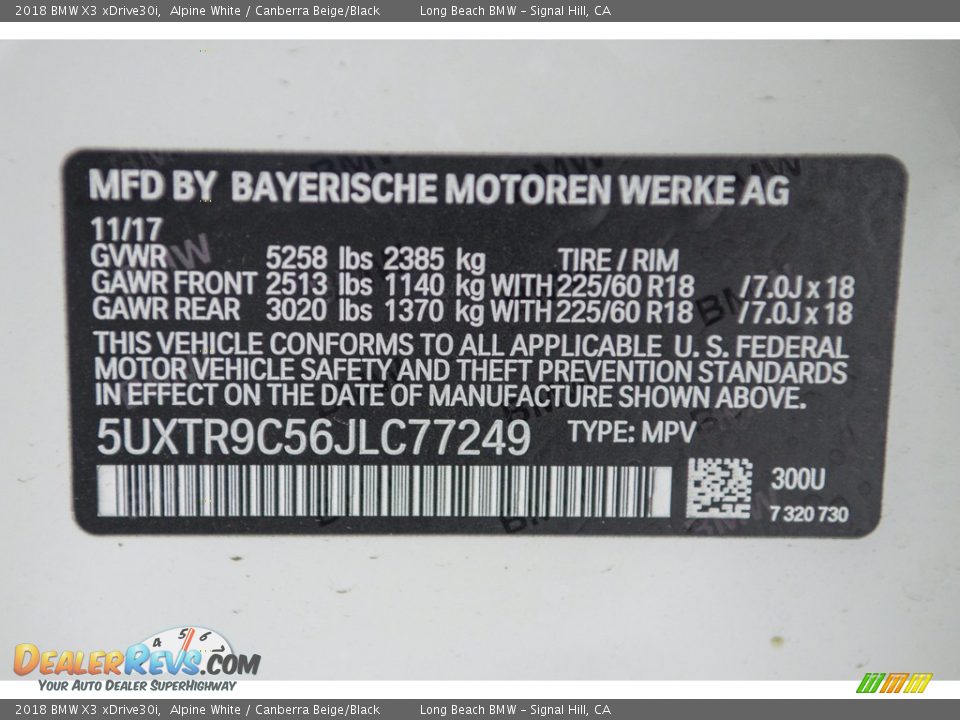 2018 BMW X3 xDrive30i, Alpine White / Canberra Beige/Black Long Beach BMW - Signal Hill, CA
MFD BY BAYERISCHE MOTOREN WERKE AG
11/17
GVWR 5258 lbs 2385 kg TIRE / RIM
GAWR FRONT 2513 lbs 1140 kg WITH 225/60 R18 /7.0J x 18
GAWR REAR 3020 lbs 1370 kg WITH 225/60 R18 /7.0J x 18
THIS VEHICLE CONFORMS TO ALL APPLICABLE U. S. FEDERAL
MOTOR VEHICLE SAFETY AND THEFT PREVENTION STANDARDS
IN EFFECT ON THE DATE OF MANUFACTURE SHOWN ABOVE.
5UXTR9C56JLC77249 TYPE: MPV
300U
7 320 730
4 5 6
DEALERREVS.COM
YOUR AUTO DEALER SUPERHIGHWAY
2018 BMW X3 xDrive30i, Alpine White / Canberra Beige/Black Long Beach BMW - Signal Hill, CA